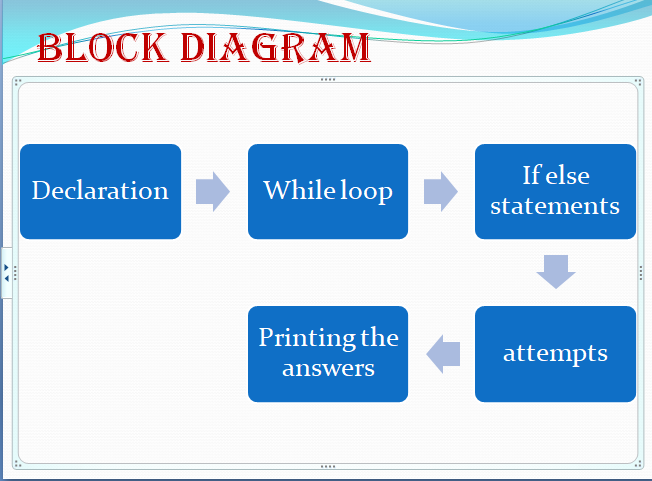 BLOCK DIAGRAM
Declaration
While loop
If else
statements
attempts
Printing the
answers